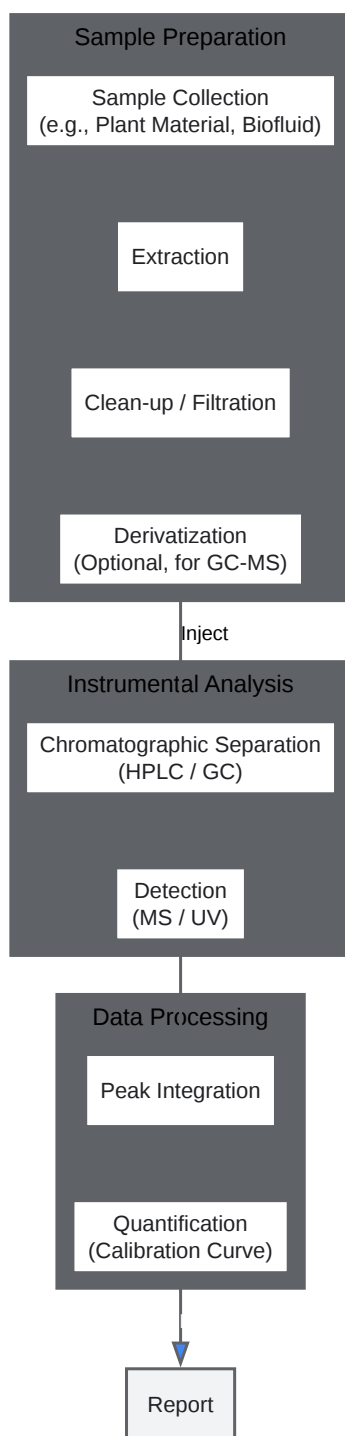 Sample Preparation
Sample Collection
(e.g., Plant Material, Biofluid)
Extraction
Clean-up / Filtration
Derivatization
(Optional, for GC-MS)
Inject
Instrumental Analysis
Chromatographic Separation
(HPLC / GC)
Detection
(MS / UV)
Data Processing
Peak Integration
Quantification
(Calibration Curve)
Report